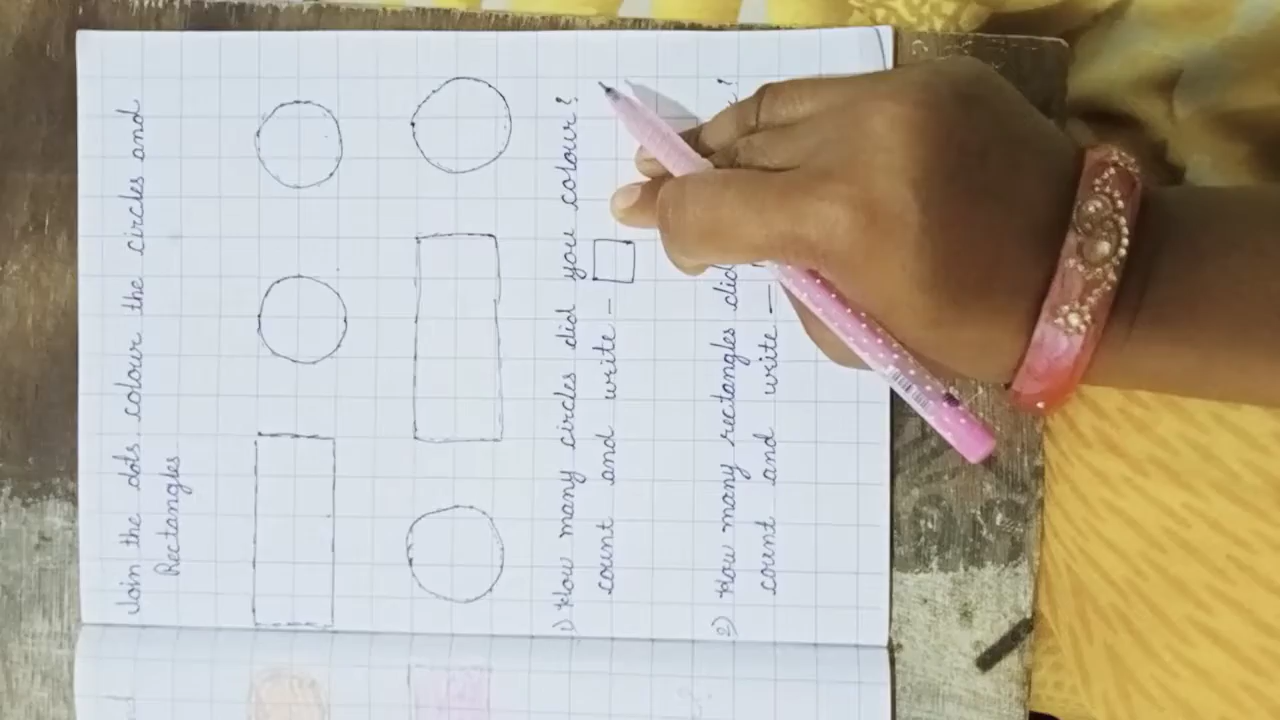 Join the dots colour the circles and
Rectangles
1) How many circles did you colour?
count and write –
2) How many rectangles did
count and write –